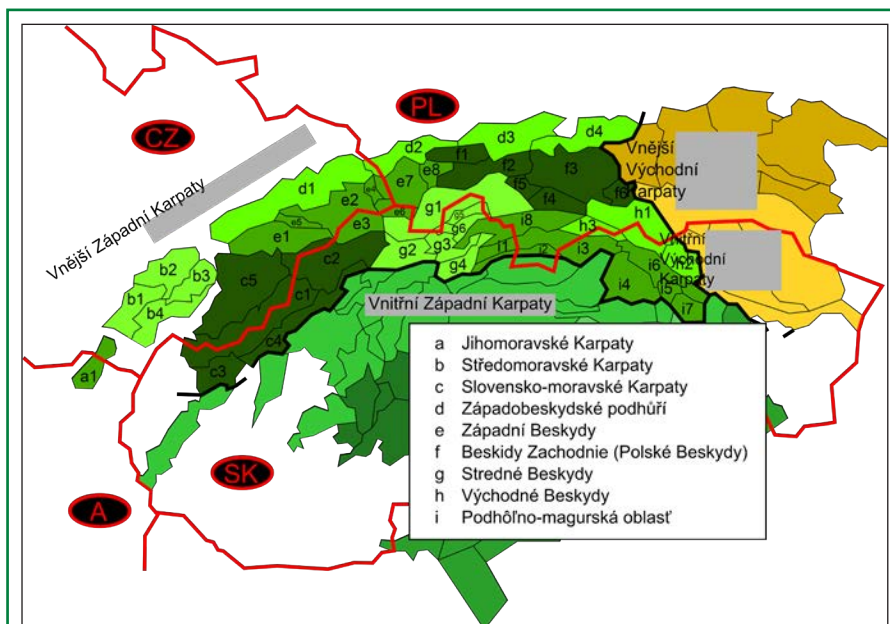 PL
CZ
d3
d4
d2
f1
f2
f3
Vnější
Východní
Karpaty
Vnější Západní Karpaty
d1
e7
e8
f5
f4
f6
e2
e4
e6
g1
g5
g6
i8
h3
h1
e5
e1
e3
g2
g3
g4
i1
i2
i3
Vnitřní
Východní
Karpaty
b2
b3
b1
b4
c5
c2
c1
i4
i6
h2
i5
i7
Vnitřní Západní Karpaty
c4
c3
a1
a Jihomoravské Karpaty
b Středomoravské Karpaty
c Slovensko-moravské Karpaty
d Západobeskydské podhůří
e Západní Beskydy
f Beskidy Zachodnie (Polské Beskydy)
g Stredné Beskydy
h Východné Beskydy
i Podhôľno-magurská oblasť
SK
A